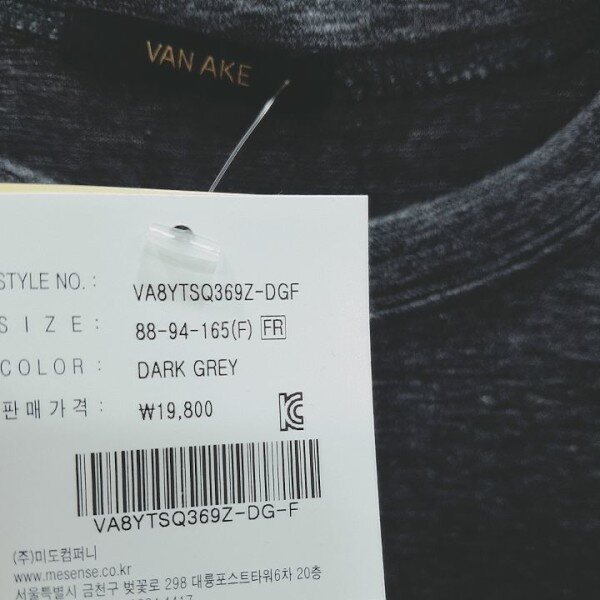 VAN AKE
STYLE NO. : VA8YTSQ369Z-DGF
SIZE : 88-94-165(F) FR
COLOR : DARK GREY
판매가격 : ₩19,800
VA8YTSQ369Z-DG-F
(주)미도컴퍼니
www.mesense.co.kr
서울특별시 금천구 벚꽃로 298 대륭포스트타워6차 20층